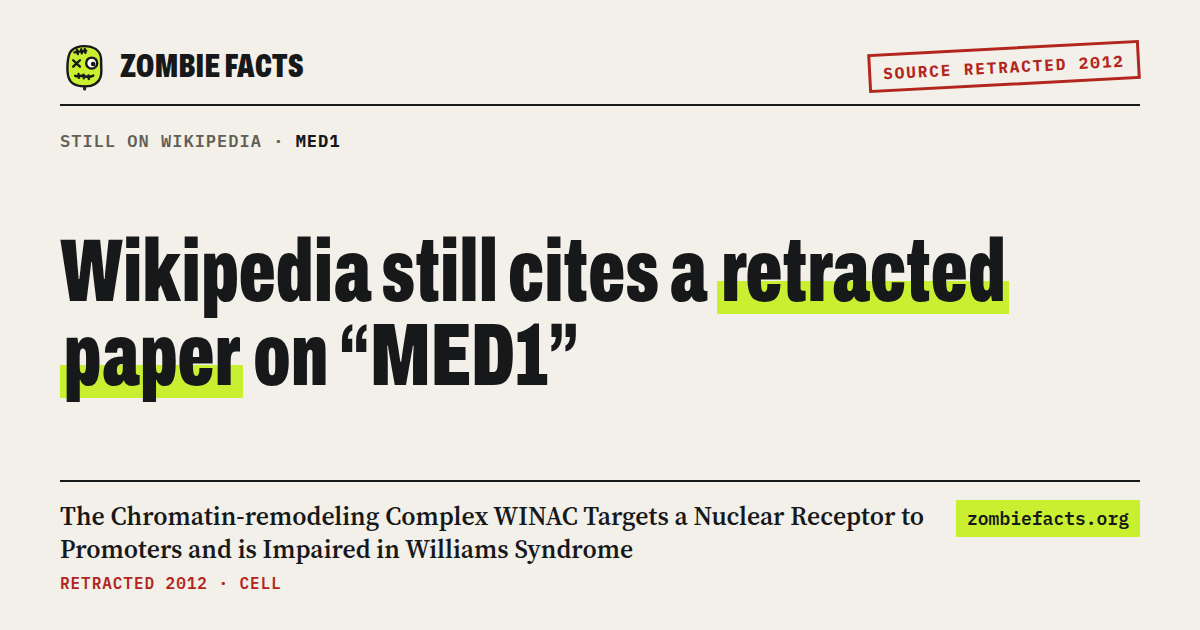 ZOMBIE FACTS
SOURCE RETRACTED 2012
STILL ON WIKIPEDIA · MED1
Wikipedia still cites a retracted
paper on “MED1”
The Chromatin-remodeling Complex WINAC Targets a Nuclear Receptor to
Promoters and is Impaired in Williams Syndrome
zombiefacts.org
RETRACTED 2012 · CELL